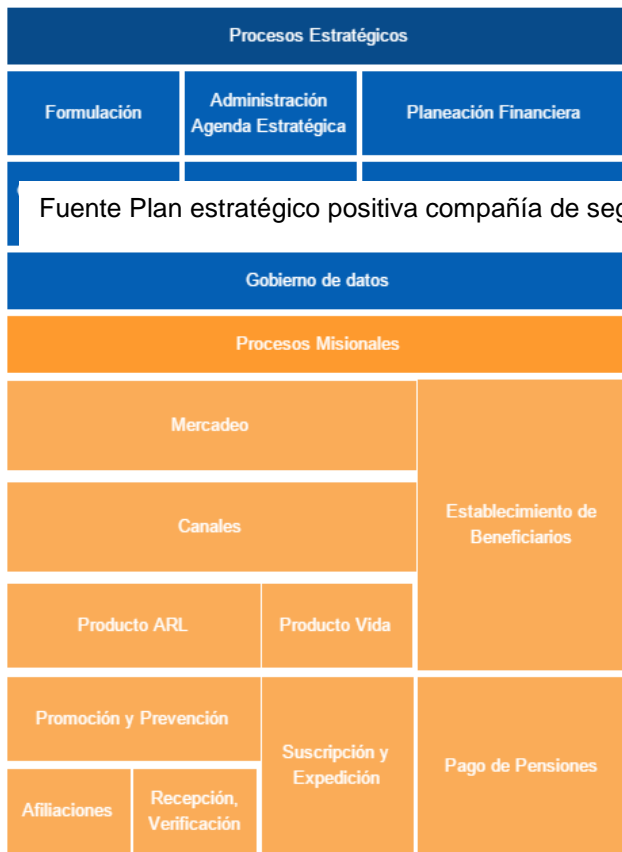 Procesos Estratégicos
Formulación
Administración
Agenda Estratégica
Planeación Financiera
Fuente Plan estratégico positiva compañía de
Gobierno de datos
Procesos Misionales
Mercadeo
Canales
Establecimiento de
Beneficiarios
Producto ARL
Producto Vida
Promoción y Prevención
Suscripción y
Expedición
Pago de Pensiones
Afiliaciones
Recepción,
Verificación